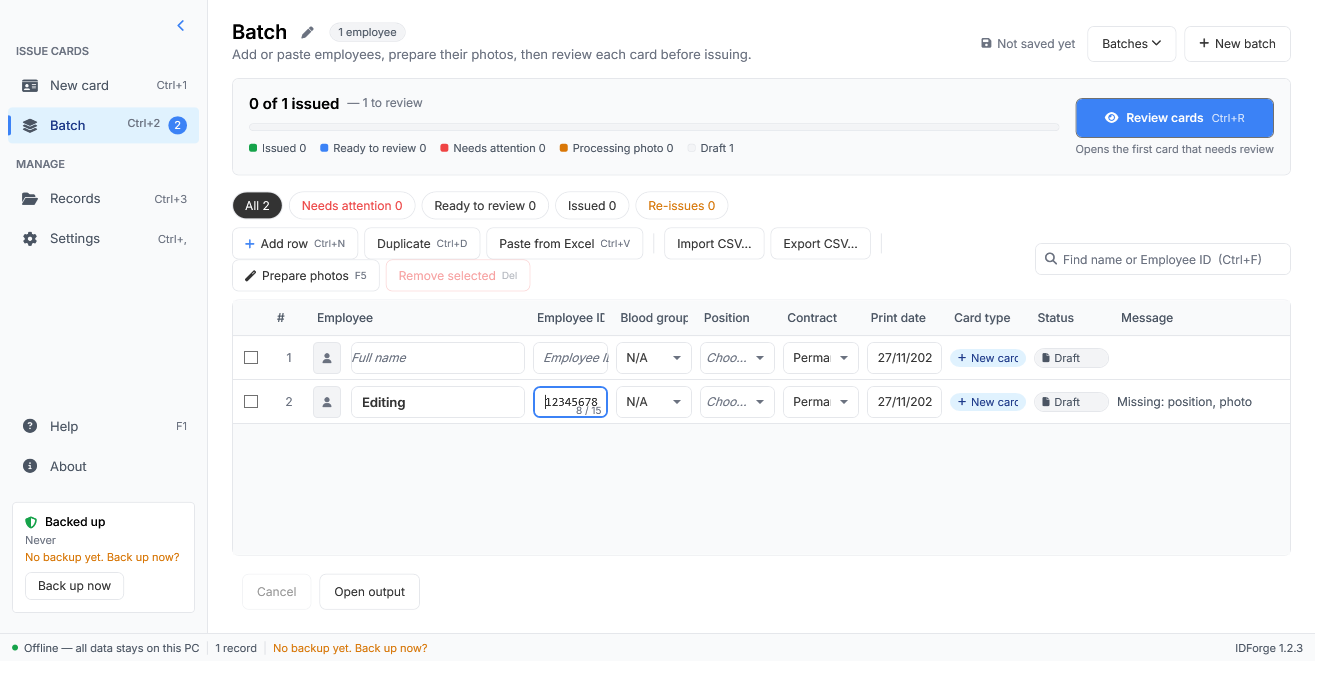 ISSUE CARDS
New card Ctrl+1
Batch Ctrl+2 2
MANAGE
Records Ctrl+3
Settings Ctrl+,
Help F1
About
Backed up
Never
No backup yet. Back up now?
Back up now
Batch 1 employee
Add or paste employees, prepare their photos, then review each card before issuing.
Not saved yet Batches + New batch
0 of 1 issued — 1 to review
Issued 0 Ready to review 0 Needs attention 0 Processing photo 0 Draft 1
Review cards Ctrl+R
Opens the first card that needs review
All 2 Needs attention 0 Ready to review 0 Issued 0 Re-issues 0
+ Add row Ctrl+N Duplicate Ctrl+D Paste from Excel Ctrl+V Import CSV... Export CSV...
Prepare photos F5 Remove selected Del
Find name or Employee ID (Ctrl+F)
# Employee Employee ID Blood group Position Contract Print date Card type Status Message
1 Full name Employee I N/A Choo... Perma 27/11/202 + New card Draft
2 Editing 12345678 8 / 15 N/A Choo... Perma 27/11/202 + New card Draft Missing: position, photo
Cancel Open output
Offline — all data stays on this PC 1 record No backup yet. Back up now? IDForge 1.2.3